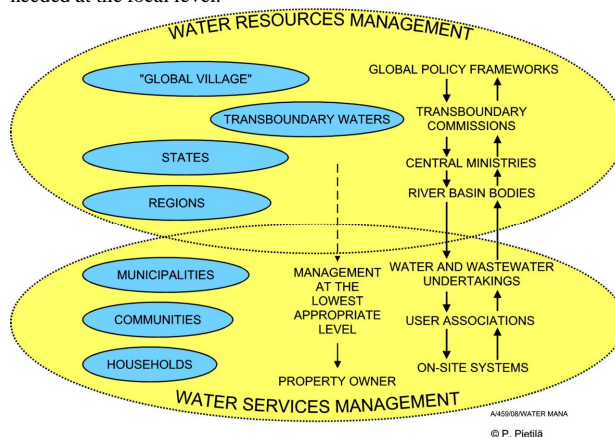 needed at the local level.
WATER RESOURCES MANAGEMENT
"GLOBAL VILLAGE"
TRANSBOUNDARY WATERS
STATES
REGIONS
GLOBAL POLICY FRAMEWORKS
TRANSBOUNDARY
COMMISSIONS
CENTRAL MINISTRIES
RIVER BASIN BODIES
MUNICIPALITIES
COMMUNITIES
HOUSEHOLDS
MANAGEMENT
AT THE
LOWEST
APPROPRIATE
LEVEL
PROPERTY OWNER
WATER AND WASTEWATER
UNDERTAKINGS
USER ASSOCIATIONS
ON-SITE SYSTEMS
WATER SERVICES MANAGEMENT
A/459/08/WATER MANA
© P. Pietilä